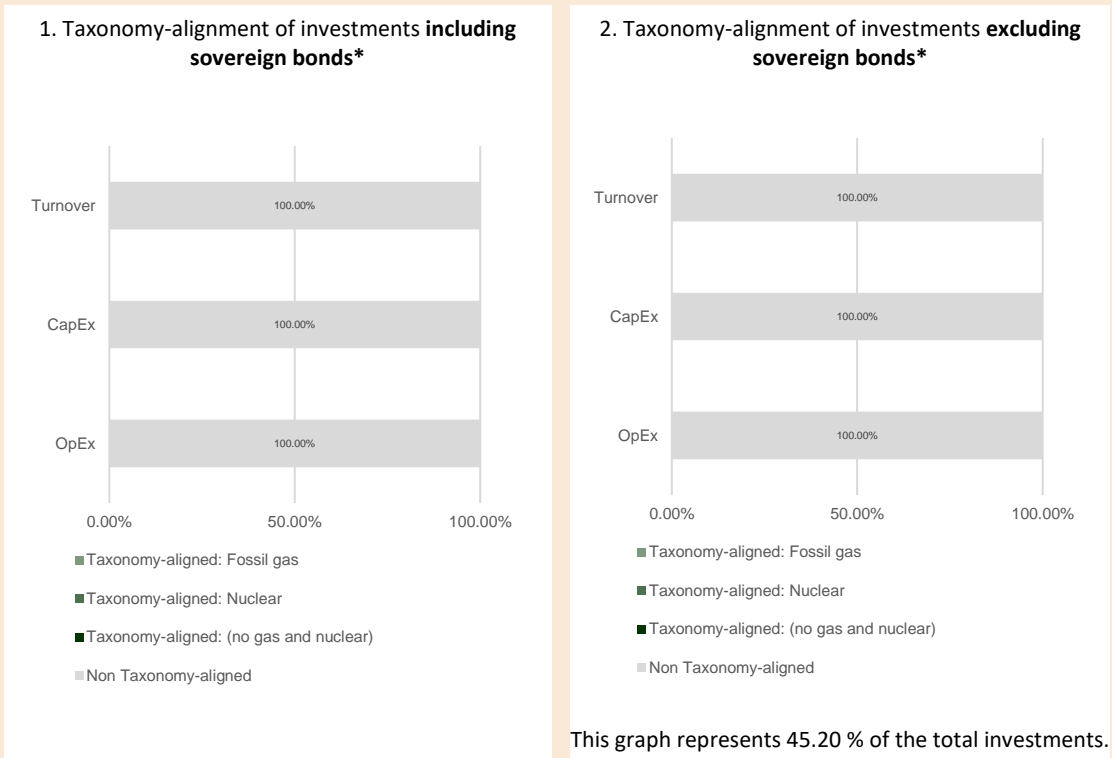 1. Taxonomy-alignment of investments including
sovereign bonds*
Turnover
100.00%
CapEx
100.00%
OpEx
100.00%
0.00% 50.00% 100.00%
Taxonomy-aligned: Fossil gas
Taxonomy-aligned: Nuclear
Taxonomy-aligned: (no gas and nuclear)
Non Taxonomy-aligned
2. Taxonomy-alignment of investments excluding
sovereign bonds*
Turnover
100.00%
CapEx
100.00%
OpEx
100.00%
0.00% 50.00% 100.00%
Taxonomy-aligned: Fossil gas
Taxonomy-aligned: Nuclear
Taxonomy-aligned: (no gas and nuclear)
Non Taxonomy-aligned
This graph represents 45.20 % of the total investments.